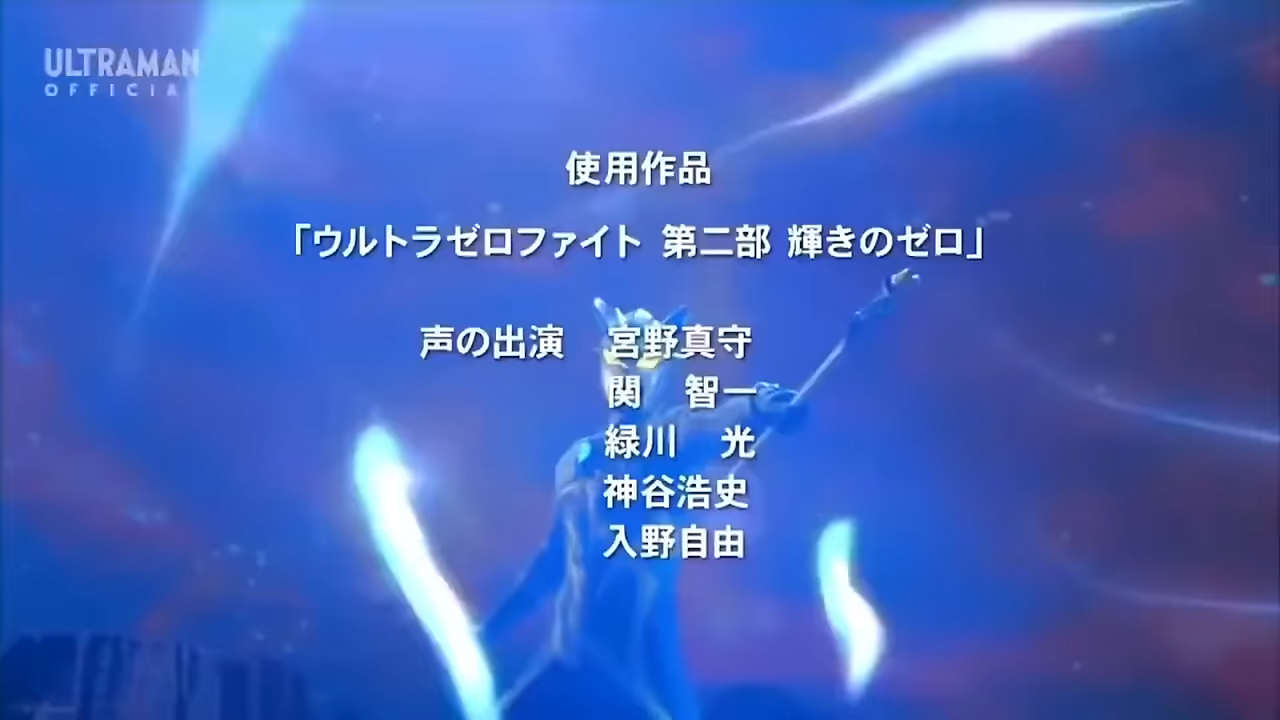 ULTRAMAN
OFFICIAL
使用作品
「ウルトラゼロファイト 第二部 輝きのゼロ」
声の出演 宮野真守
関 智一
緑川 光
神谷浩史
入野自由